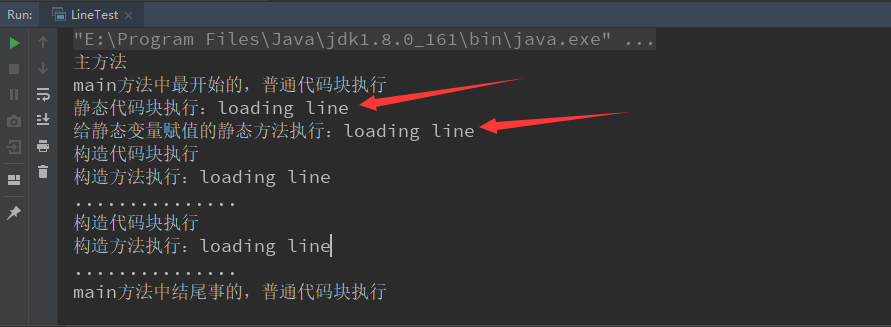 Run: LineTest ×
"E:\Program Files\Java\jdk1.8.0_161\bin\java.exe" ...
主方法
main方法中最开始的，普通代码块执行
静态代码块执行：loading line
给静态变量赋值的静态方法执行：loading line
构造代码块执行
构造方法执行：loading line
...............
构造代码块执行
构造方法执行：loading line
...............
main方法中结尾事的，普通代码块执行